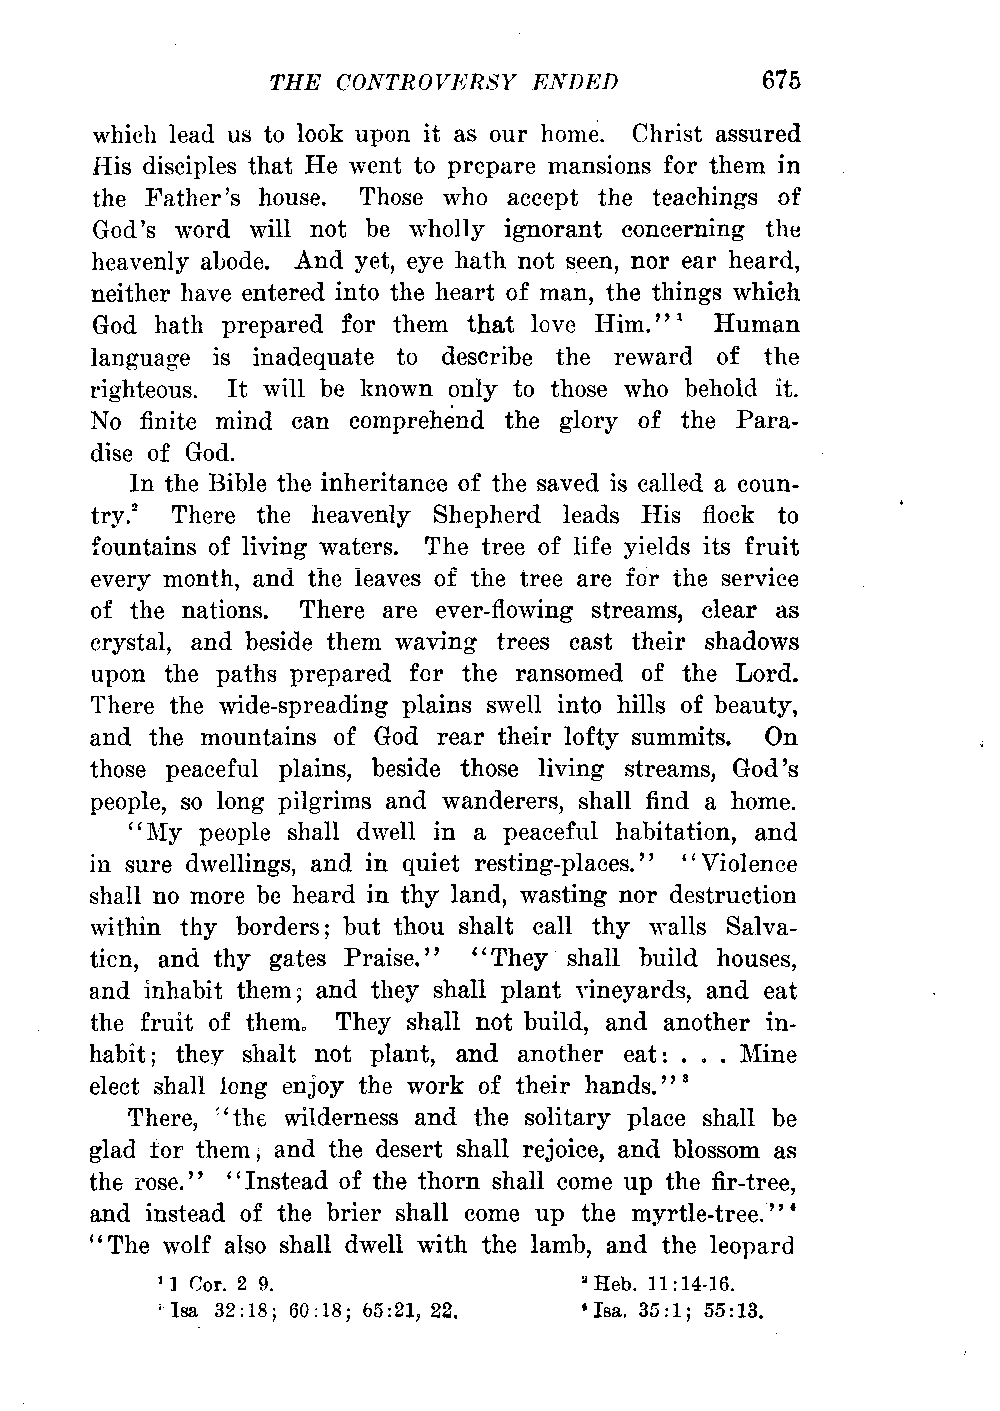 THE CONTROVERSY ENDED 675
which lead us to look upon it as our home. Christ assured
His disciples that He went to prepare mansions for them in
the Father's house. Those who accept the teachings of
God's word will not be wholly ignorant concerning the
heavenly abode. And yet, eye hath not seen, nor ear heard,
neither have entered into the heart of man, the things which
God hath prepared for them that love Him.''¹ Human
language is inadequate to describe the reward of the
righteous. It will be known only to those who behold it.
No finite mind can comprehend the glory of the Para-
dise of God.
In the Bible the inheritance of the saved is called a coun-
try.² There the heavenly Shepherd leads His flock to
fountains of living waters. The tree of life yields its fruit
every month, and the leaves of the tree are for the service
of the nations. There are ever-flowing streams, clear as
crystal, and beside them waving trees cast their shadows
upon the paths prepared for the ransomed of the Lord.
There the wide-spreading plains swell into hills of beauty,
and the mountains of God rear their lofty summits. On
those peaceful plains, beside those living streams, God's
people, so long pilgrims and wanderers, shall find a home.
''My people shall dwell in a peaceful habitation, and
in sure dwellings, and in quiet resting-places.'' ''Violence
shall no more be heard in thy land, wasting nor destruction
within thy borders; but thou shalt call thy walls Salva-
tion, and thy gates Praise.'' ''They shall build houses,
and inhabit them; and they shall plant vineyards, and eat
the fruit of them. They shall not build, and another in-
habit; they shalt not plant, and another eat: . . . Mine
elect shall long enjoy the work of their hands.''³
There, ''the wilderness and the solitary place shall be
glad for them; and the desert shall rejoice, and blossom as
the rose.'' ''Instead of the thorn shall come up the fir-tree,
and instead of the brier shall come up the myrtle-tree.''⁴
''The wolf also shall dwell with the lamb, and the leopard
¹ 1 Cor. 2 9. ² Heb. 11:14-16.
³ Isa 32:18; 60:18; 65:21, 22. ⁴ Isa. 35:1; 55:13.